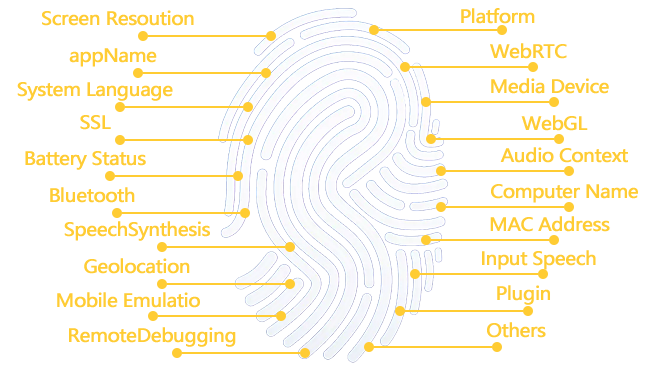 Screen Resoution
Platform
appName
WebRTC
System Language
Media Device
SSL
WebGL
Battery Status
Audio Context
Bluetooth
Computer Name
SpeechSynthesis
MAC Address
Geolocation
Input Speech
Mobile Emulatio
Plugin
RemoteDebugging
Others